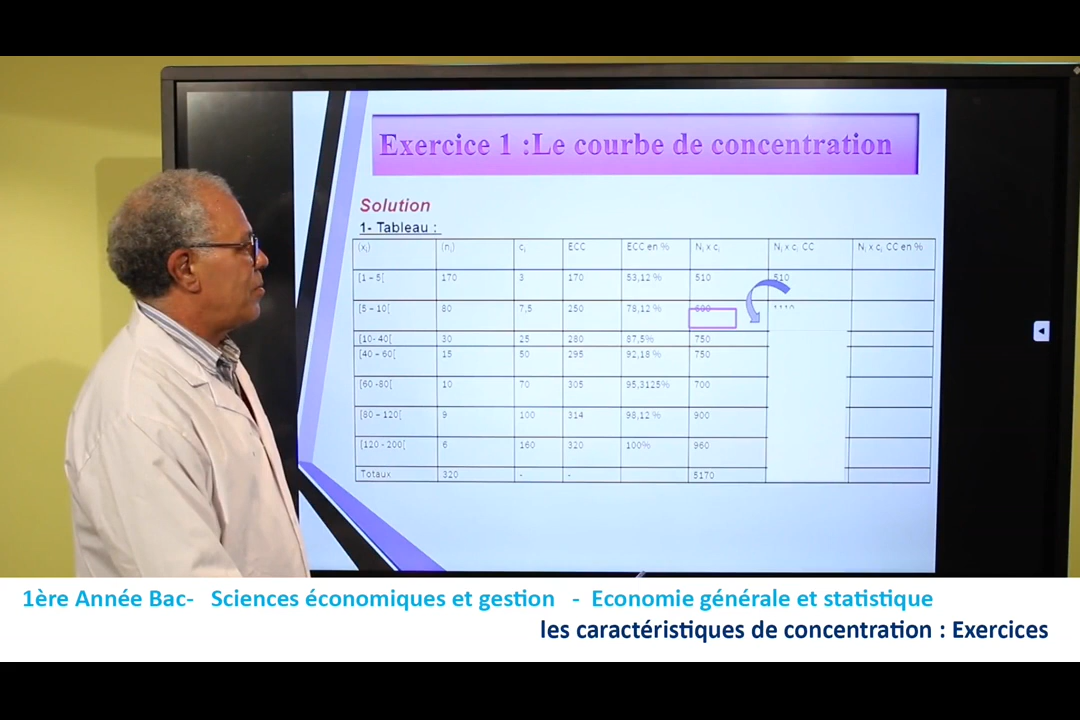 Exercice 1 :Le courbe de concentration
Solution
1- Tableau :
(xi) (ni) ci ECC ECC en % Ni x ci Ni x ci CC Ni x ci CC en %
[1 – 5[ 170 3 170 53,12 % 510 510
[5 – 10[ 80 7,5 250 78,12 % 600
[10- 40[ 30 25 280 87,5% 750
[40 – 60[ 15 50 295 92,18 % 750
[60 -80[ 10 70 305 95,3125% 700
[80 – 120[ 9 100 314 98,12 % 900
[120 - 200[ 6 160 320 100% 960
Totaux 320 - - 5170
1ère Année Bac- Sciences économiques et gestion - Economie générale et statistique
les caractéristiques de concentration : Exercices